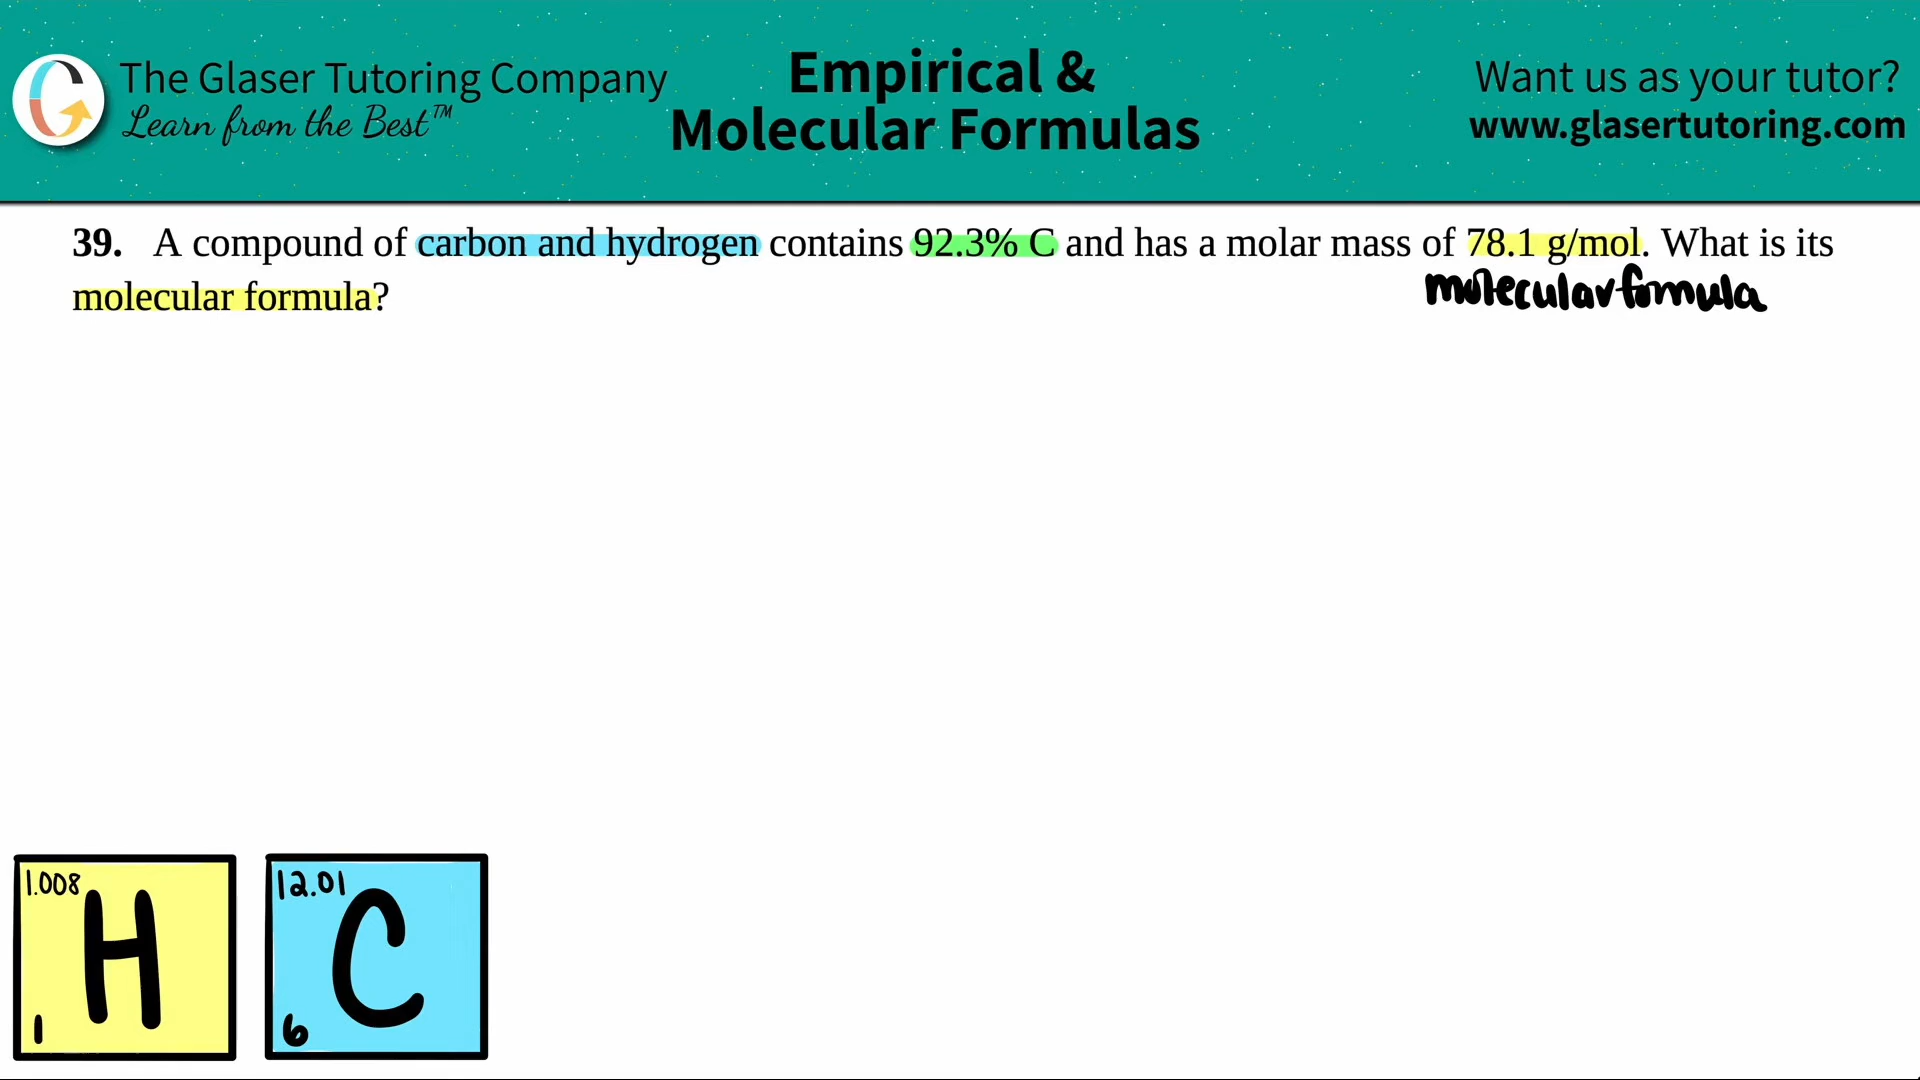 The Glaser Tutoring Company
Learn from the Best™
Empirical &
Molecular Formulas
Want us as your tutor?
www.glasertutoring.com
39. A compound of carbon and hydrogen contains 92.3% C and has a molar mass of 78.1 g/mol. What is its
molecular formula?
molecular formula
1.008
H
1
12.01
C
6